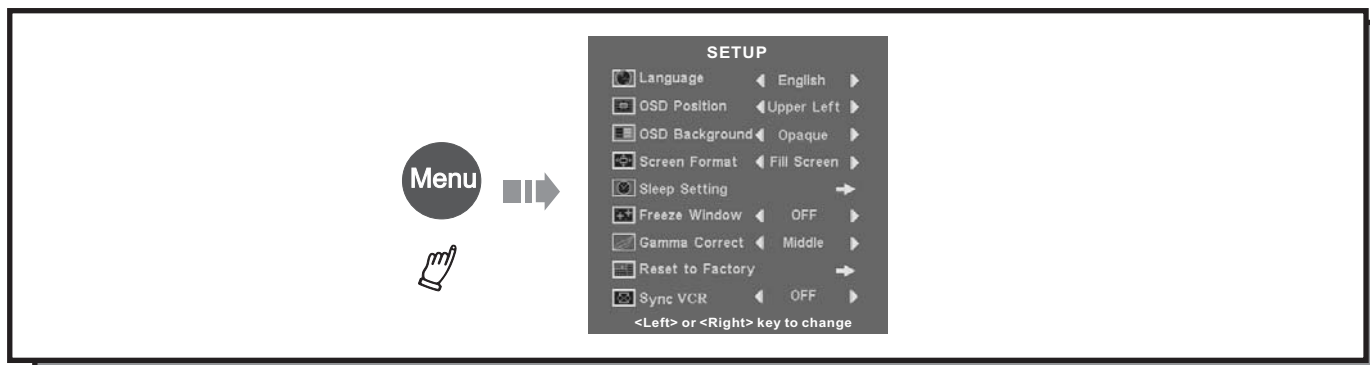 Menu
SETUP
Language English
OSD Position Upper Left
OSD Background Opaque
Screen Format Fill Screen
Sleep Setting
Freeze Window OFF
Gamma Correct Middle
Reset to Factory
Sync VCR OFF
<Left> or <Right> key to change